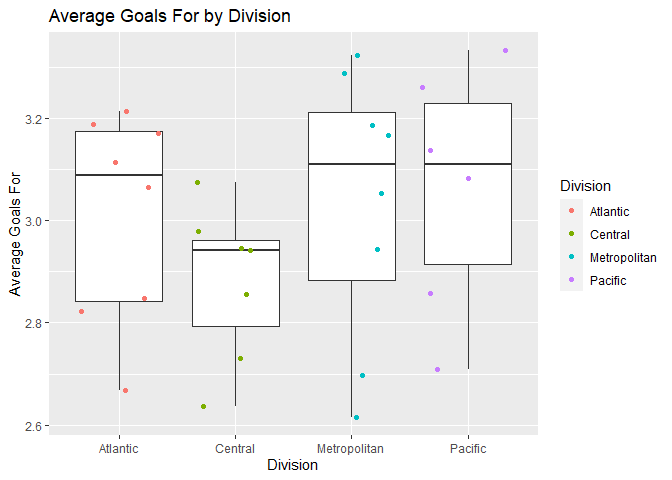 Average Goals For by Division
Average Goals For
3.2
3.0
2.8
2.6
Atlantic
Central
Metropolitan
Pacific
Division
Division
Atlantic
Central
Metropolitan
Pacific